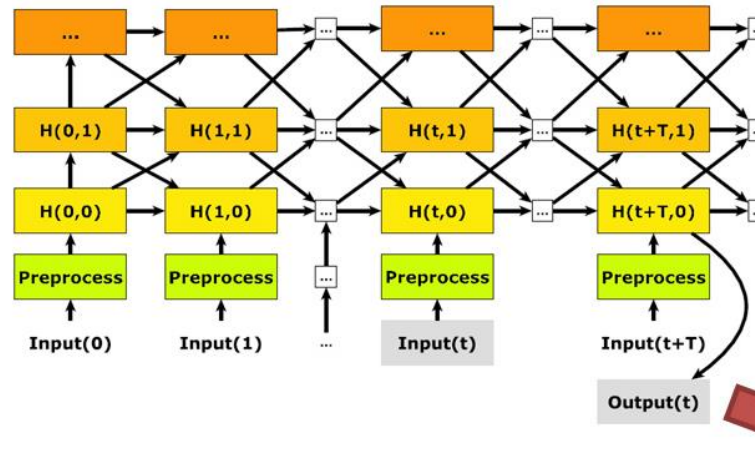 ... ... ... ... ... ...
H(0,1) H(1,1) ... H(t,1) ... H(t+T,1)
H(0,0) H(1,0) ... H(t,0) ... H(t+T,0)
Preprocess Preprocess ... Preprocess Preprocess
Input(0) Input(1) ... Input(t) Input(t+T)
Output(t)